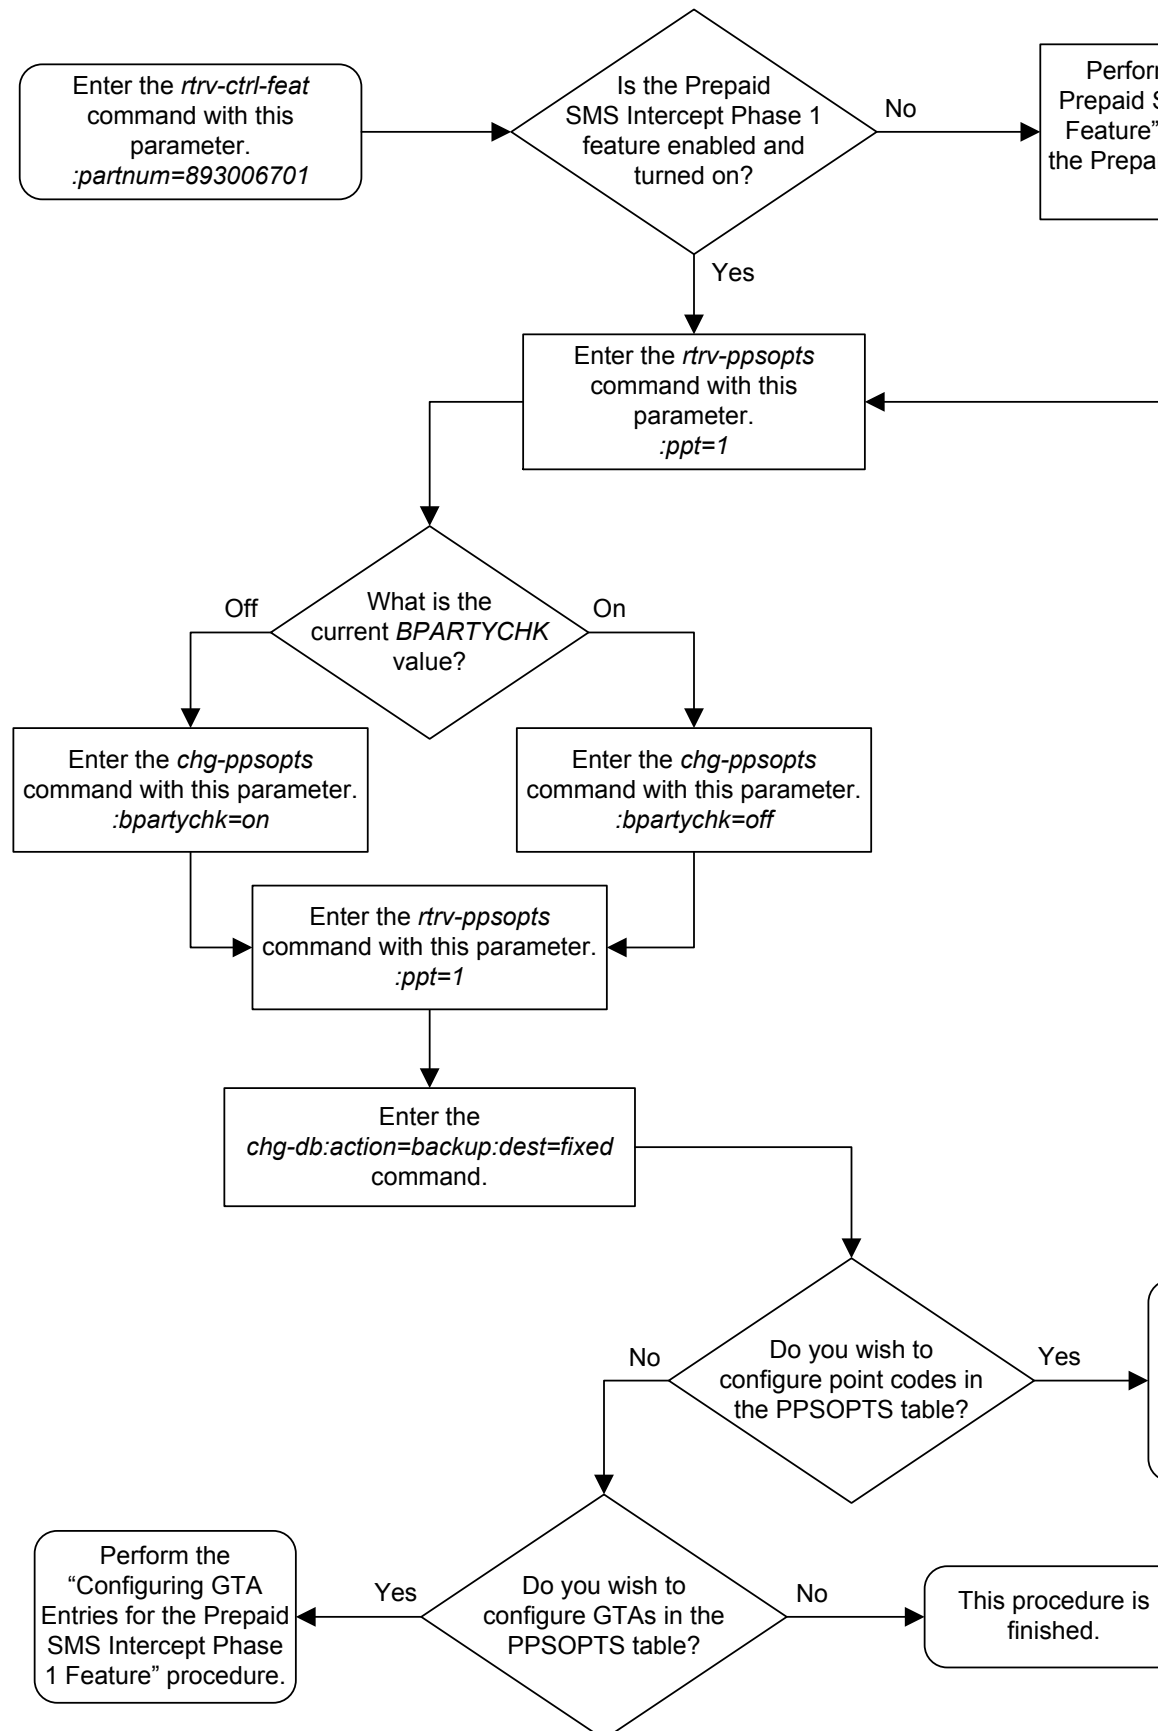 Enter the rtrv-ctrl-feat
command with this
parameter.
:partnum=893006701
Is the Prepaid
SMS Intercept Phase 1
feature enabled and
turned on?
No
Perform
Prepaid S
Feature”
the Prepa
Yes
Enter the rtrv-ppsopts
command with this
parameter.
:ppt=1
Off
What is the
current BPARTYCHK
value?
On
Enter the chg-ppsopts
command with this parameter.
:bpartychk=on
Enter the chg-ppsopts
command with this parameter.
:bpartychk=off
Enter the rtrv-ppsopts
command with this parameter.
:ppt=1
Enter the
chg-db:action=backup:dest=fixed
command.
No
Do you wish to
configure point codes in
the PPSOPTS table?
Yes
Perform the
“Configuring GTA
Entries for the Prepaid
SMS Intercept Phase
1 Feature” procedure.
Yes
Do you wish to
configure GTAs in the
PPSOPTS table?
No
This procedure is
finished.